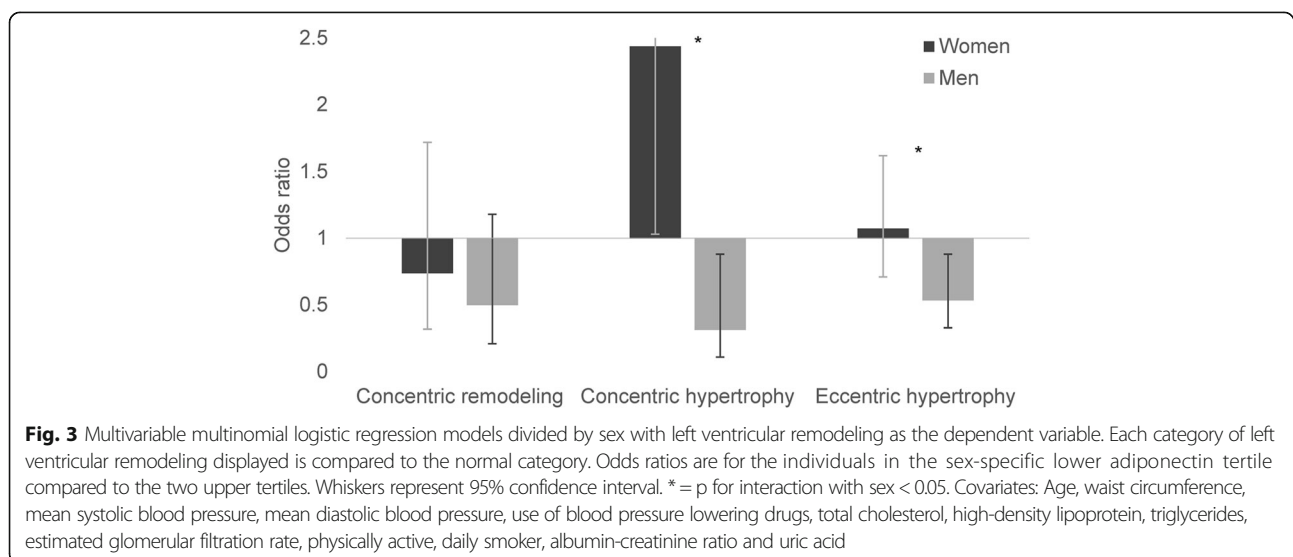 2.5
*
Women
Men
2
1.5
*
Odds ratio
1
0.5
0
Concentric remodeling Concentric hypertrophy Eccentric hypertrophy
Fig. 3 Multivariable multinomial logistic regression models divided by sex with left ventricular remodeling as the dependent variable. Each category of left
ventricular remodeling displayed is compared to the normal category. Odds ratios are for the individuals in the sex-specific lower adiponectin tertile
compared to the two upper tertiles. Whiskers represent 95% confidence interval. * = p for interaction with sex < 0.05. Covariates: Age, waist circumference,
mean systolic blood pressure, mean diastolic blood pressure, use of blood pressure lowering drugs, total cholesterol, high-density lipoprotein, triglycerides,
estimated glomerular filtration rate, physically active, daily smoker, albumin-creatinine ratio and uric acid